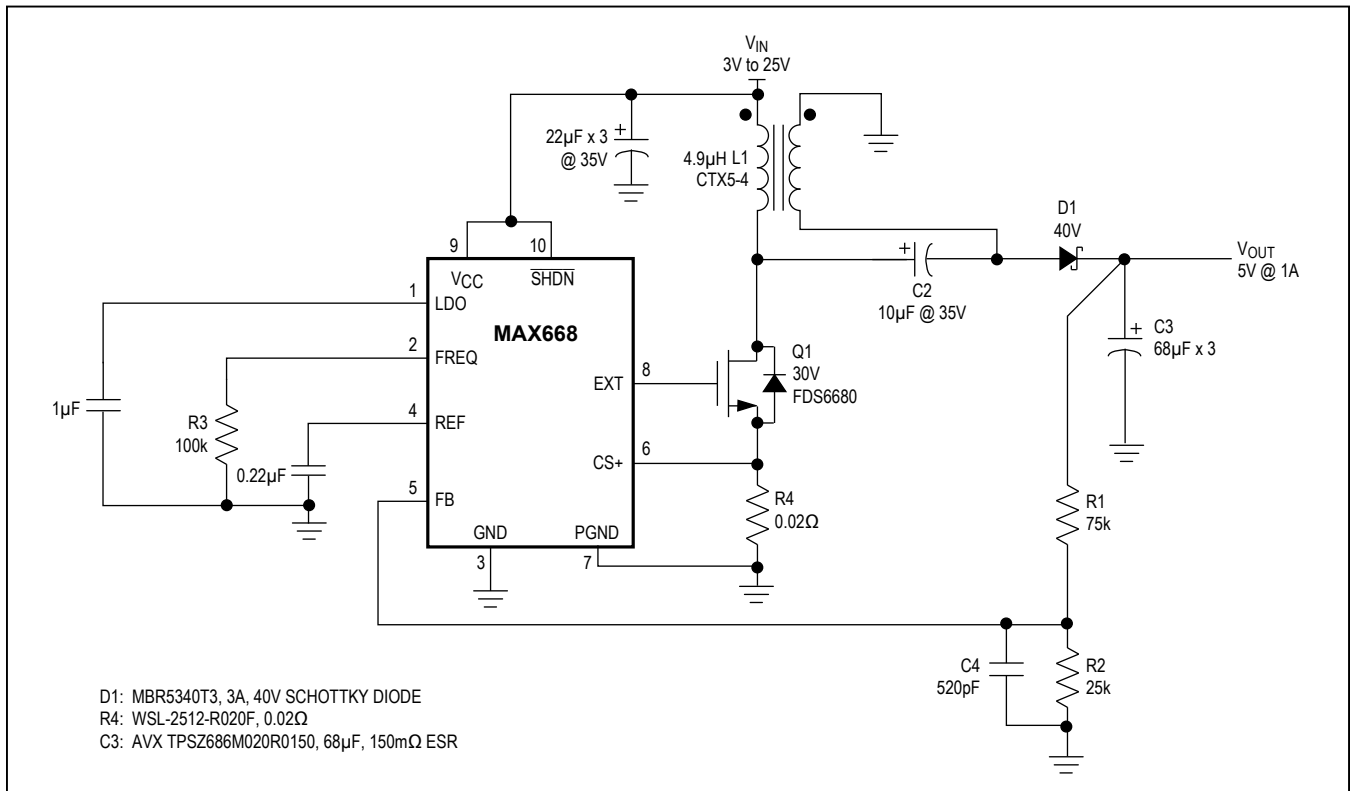 VIN
3V to 25V
22µF x 3
@ 35V
+
4.9µH L1
CTX5-4
D1
40V
VOUT
5V @ 1A
9
10
VCC
SHDN
1
LDO
MAX668
+
C2
10µF @ 35V
+
C3
68µF x 3
2
FREQ
Q1
30V
FDS6680
8
EXT
1µF
R3
100k
4
REF
0.22µF
6
CS+
5
FB
R4
0.02Ω
R1
75k
GND
PGND
3
7
C4
520pF
R2
25k
D1: MBR5340T3, 3A, 40V SCHOTTKY DIODE
R4: WSL-2512-R020F, 0.02Ω
C3: AVX TPSZ686M020R0150, 68µF, 150mΩ ESR